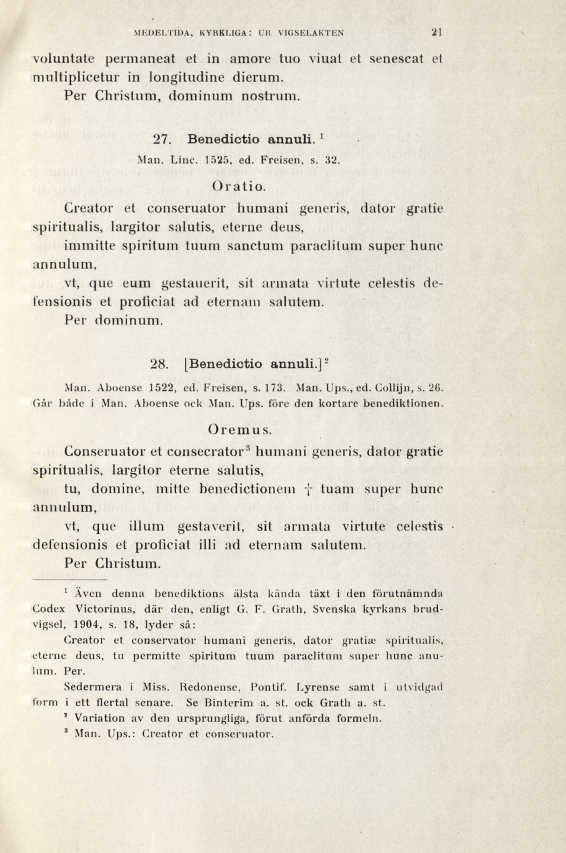 MEDELTIDA, KYRKLIGA: UR VIGSELAKTEN 21
voluntate permaneat et in amore tuo viuat et senescat et
multiplicetur in longitudine dierum.
Per Christum, dominum nostrum.
27. Benedictio annuli. ¹
Man. Linc. 1525, ed. Freisen, s. 32.
Oratio.
Creator et conseruator humani generis, dator gratie
spiritualis, largitor salutis, eterne deus,
immitte spiritum tuum sanctum paraclitum super hunc
annulum,
vt, que eum gestauerit, sit armata virtute celestis de-
fensionis et proficiat ad eternam salutem.
Per dominum.
28. [Benedictio annuli.]²
Man. Aboense 1522, ed. Freisen, s. 173. Man. Ups., ed. Collijn, s. 26.
Går både i Man. Aboense ock Man. Ups. före den kortare benediktionen.
Oremus.
Conseruator et consecrator³ humani generis, dator gratie
spiritualis, largitor eterne salutis,
tu, domine, mitte benedictionem † tuam super hunc
annulum,
vt, que illum gestaverit, sit armata virtute celestis
defensionis et proficiat illi ad eternam salutem.
Per Christum.
¹ Även denna benediktions älsta kända täxt i den förutnämnda
Codex Victorinus, där den, enligt G. F. Grath, Svenska kyrkans brud-
vigsel, 1904, s. 18, lyder så:
Creator et conservator humani generis, dator gratiæ spiritualis,
eterne deus, tu permitte spiritum tuum paraclitum super hunc anu-
lum. Per.
Sedermera i Miss. Redonense, Pontif. Lyrense samt i utvidgad
form i ett flertal senare. Se Binterim a. st. ock Grath a. st.
² Variation av den ursprungliga, förut anförda formeln.
³ Man. Ups.: Creator et conseruator.